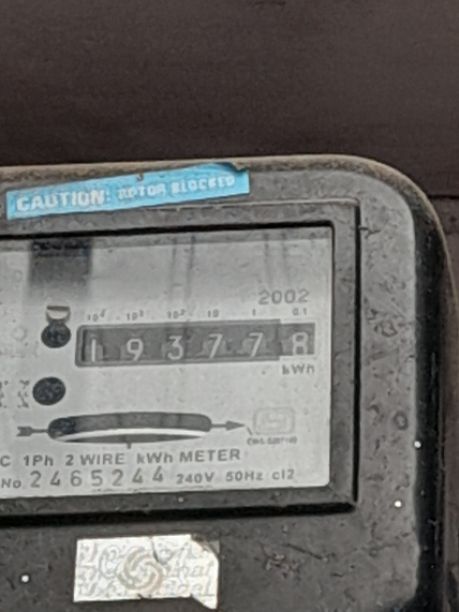 CAUTION: ROTOR BLOCKED
2002
10⁴ 10³ 10² 10 1 0.1
1 9 3 7 7 8
kWh
C 1Ph 2 WIRE kWh METER
No. 2465244 240V 50Hz cl2